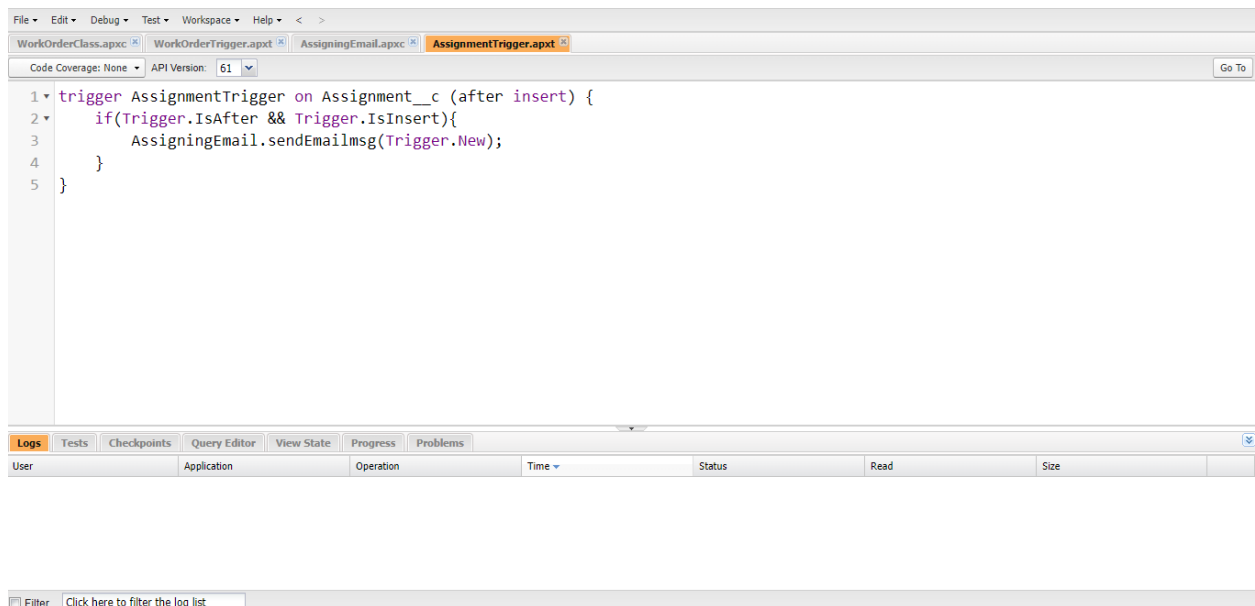 File Edit Debug Test Workspace Help < >
WorkOrderClass.apxc WorkOrderTrigger.apxt AssigningEmail.apxc AssignmentTrigger.apxt
Code Coverage: None API Version: 61 Go To
1 trigger AssignmentTrigger on Assignment__c (after insert) {
2 if(Trigger.IsAfter && Trigger.IsInsert){
3 AssigningEmail.sendEmailmsg(Trigger.New);
4 }
5 }
Logs Tests Checkpoints Query Editor View State Progress Problems
User Application Operation Time Status Read Size
Filter Click here to filter the log list